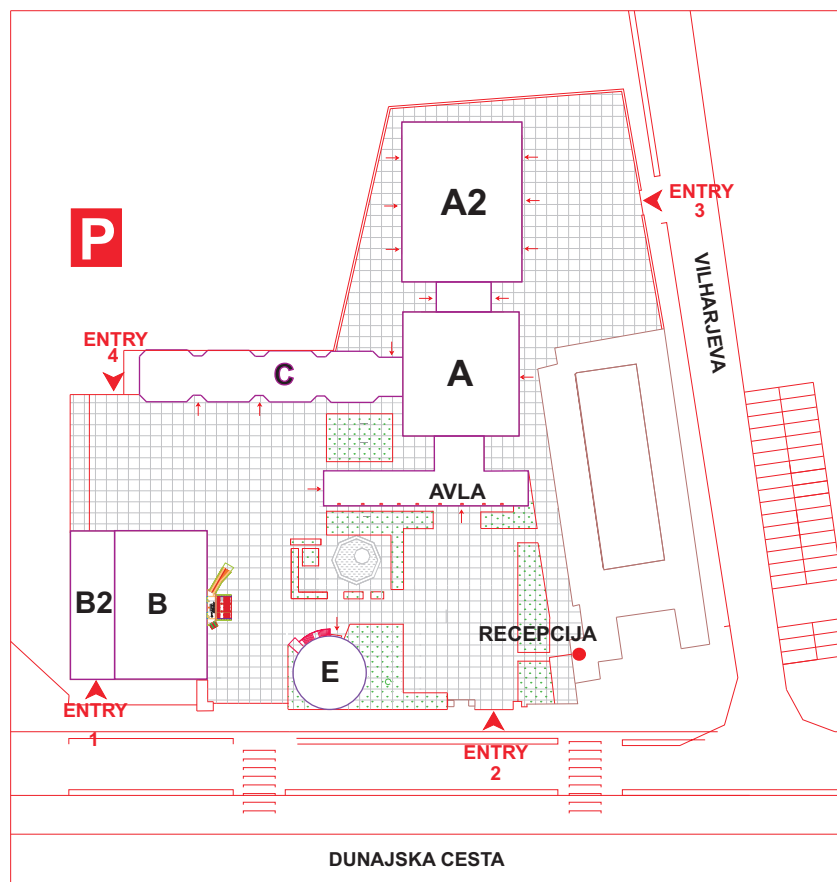 A2
ENTRY
3
P
VILHARJEVA
ENTRY
4
C
A
AVLA
B2
B
RECEPCIJA
E
ENTRY
1
ENTRY
2
DUNAJSKA CESTA